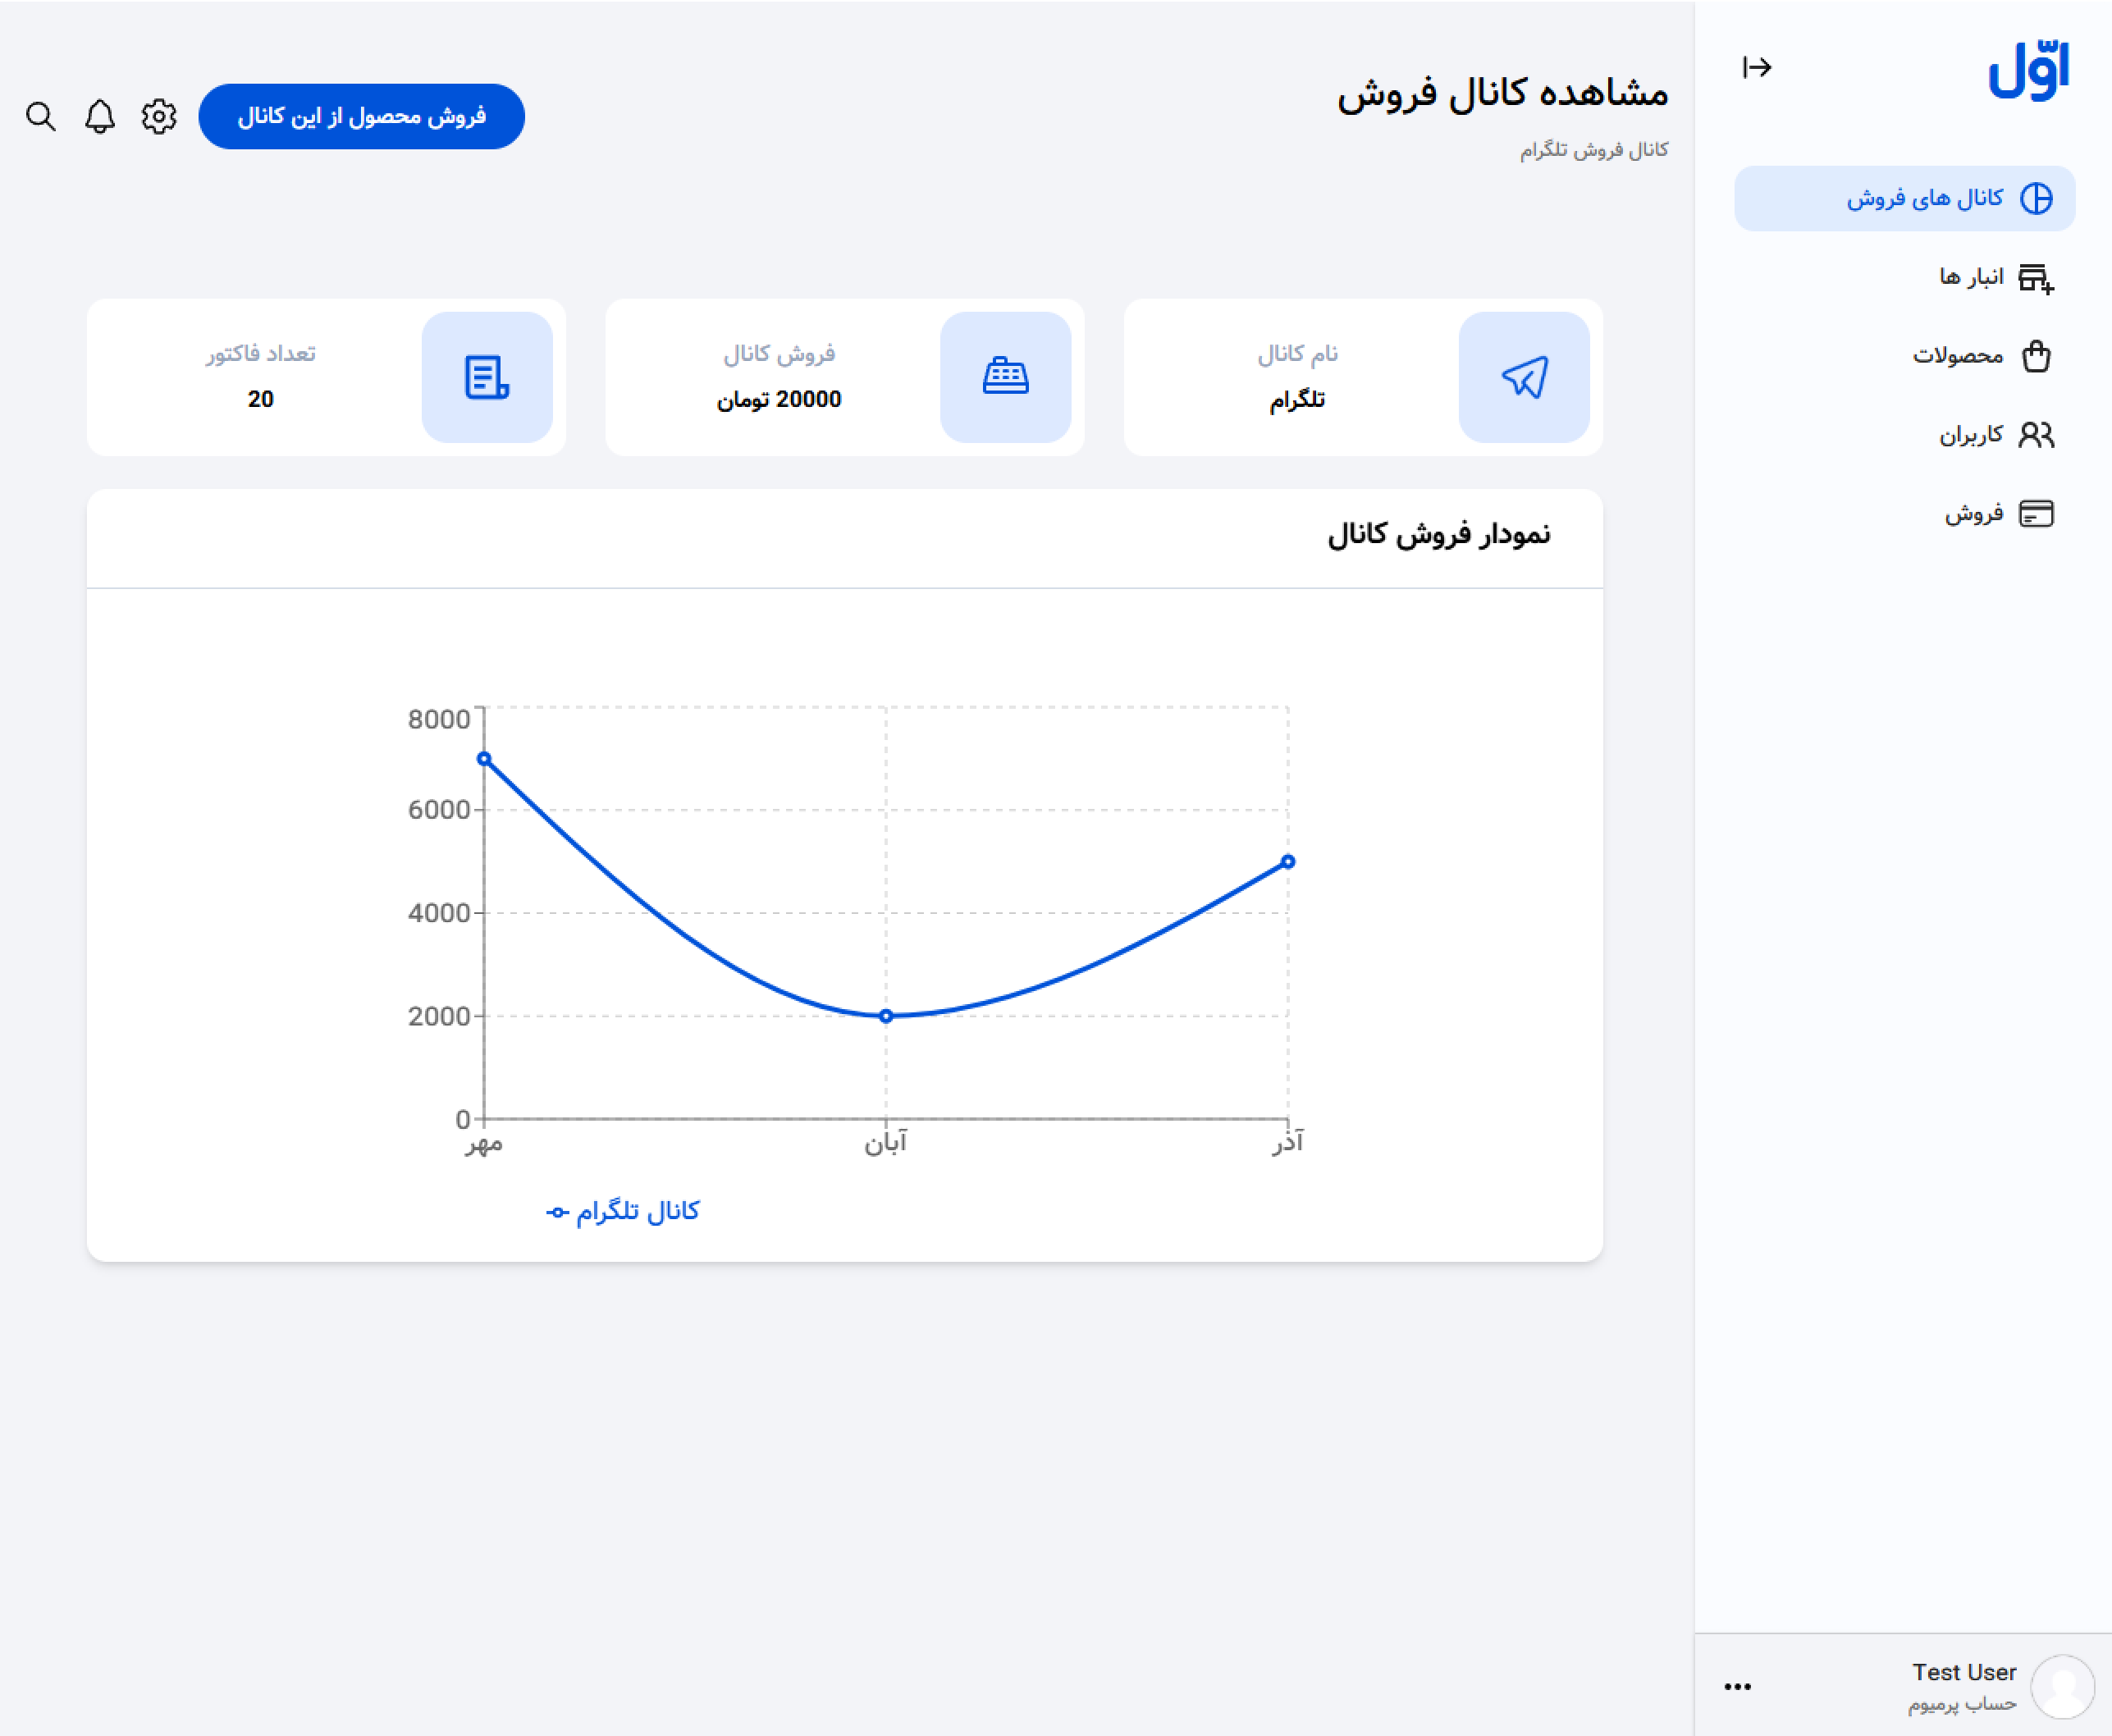 اوّل
کانال های فروش
انبار ها
محصولات
کاربران
فروش
Test User
حساب پرمیوم
مشاهده کانال فروش
کانال فروش تلگرام
فروش محصول از این کانال
نام کانال
تلگرام
فروش کانال
20000 تومان
تعداد فاکتور
20
نمودار فروش کانال
8000
6000
4000
2000
0
مهر
آبان
آذر
کانال تلگرام